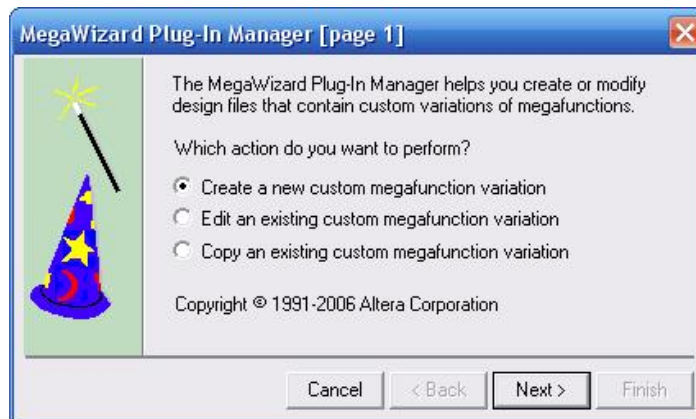 MegaWizard Plug-In Manager [page 1]
The MegaWizard Plug-In Manager helps you create or modify
design files that contain custom variations of megafunctions.
Which action do you want to perform?
Create a new custom megafunction variation
Edit an existing custom megafunction variation
Copy an existing custom megafunction variation
Copyright © 1991-2006 Altera Corporation
Cancel < Back Next > Finish